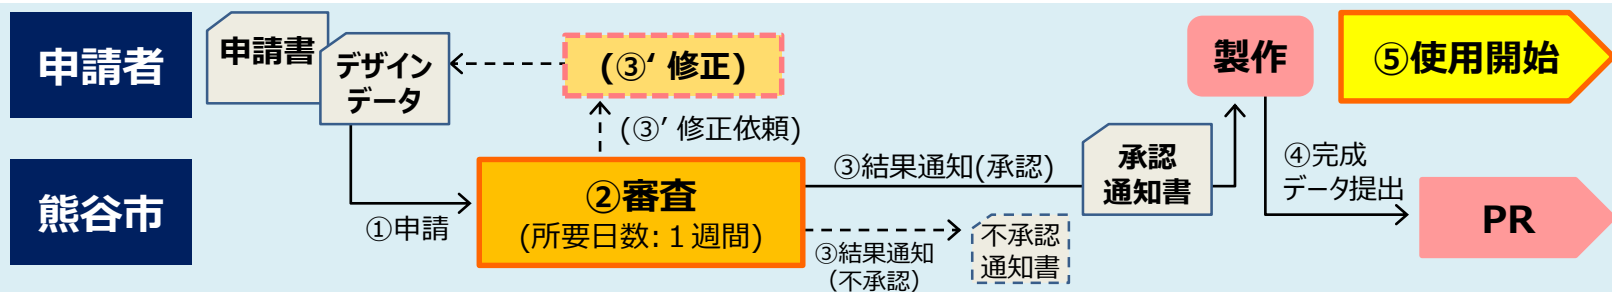 申請者
申請書
デザイン
データ
(③‘ 修正)
(③’ 修正依頼)
製作
⑤使用開始
熊谷市
①申請
②審査
(所要日数:１週間)
③結果通知(承認)
承認
通知書
③結果通知
(不承認)
不承認
通知書
④完成
データ提出
PR